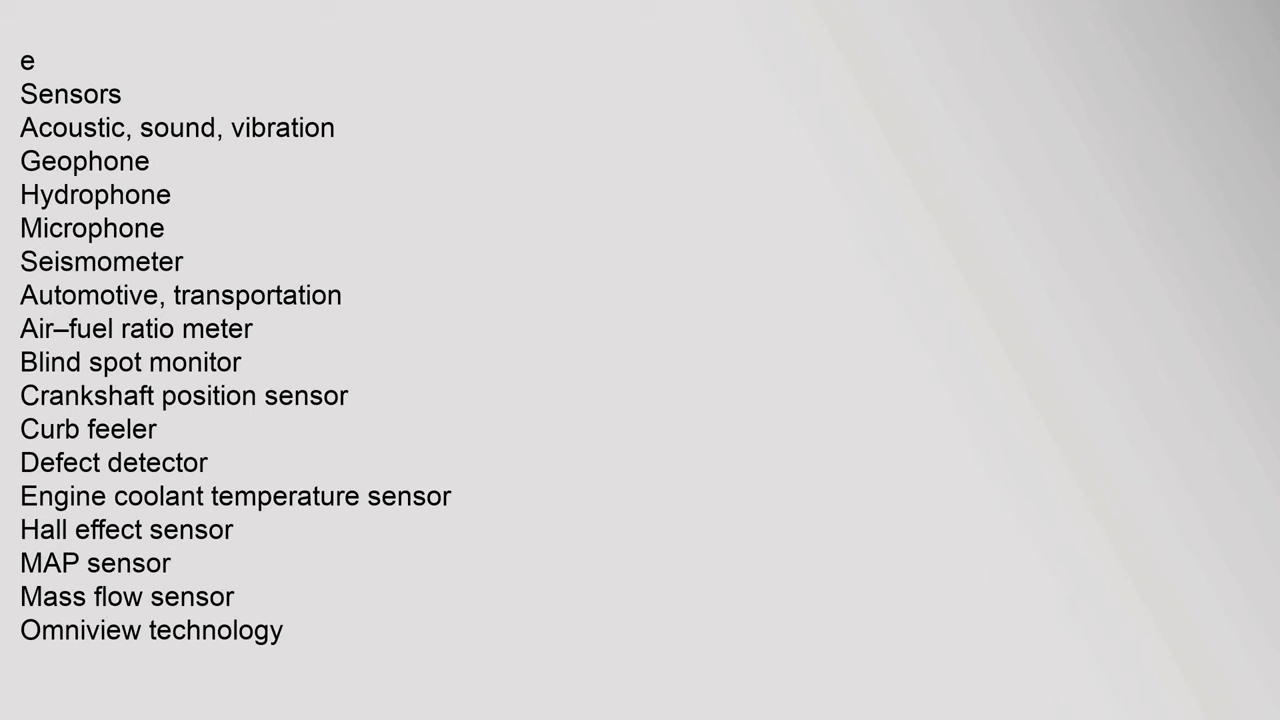 e
Sensors
Acoustic, sound, vibration
Geophone
Hydrophone
Microphone
Seismometer
Automotive, transportation
Air–fuel ratio meter
Blind spot monitor
Crankshaft position sensor
Curb feeler
Defect detector
Engine coolant temperature sensor
Hall effect sensor
MAP sensor
Mass flow sensor
Omniview technology